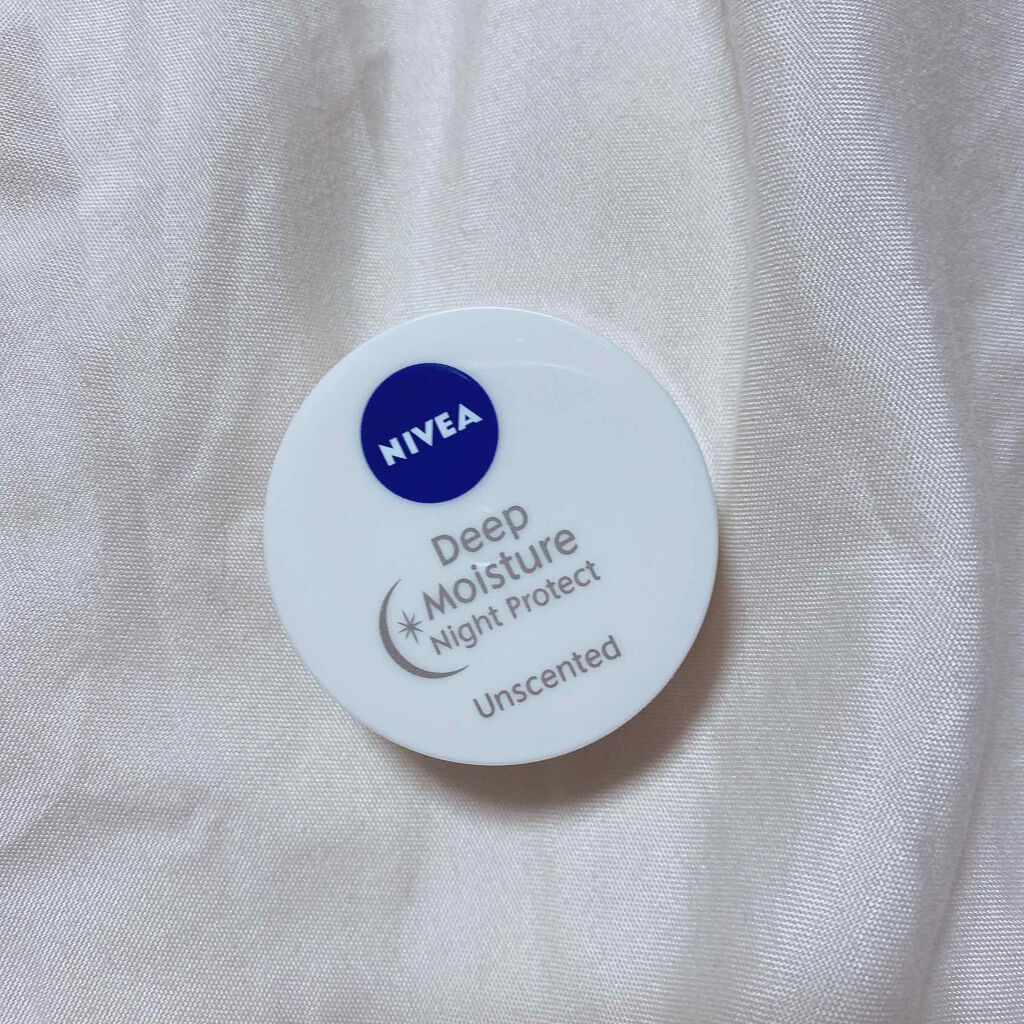 NIVEA
Deep
Moisture
Night Protect
Unscented